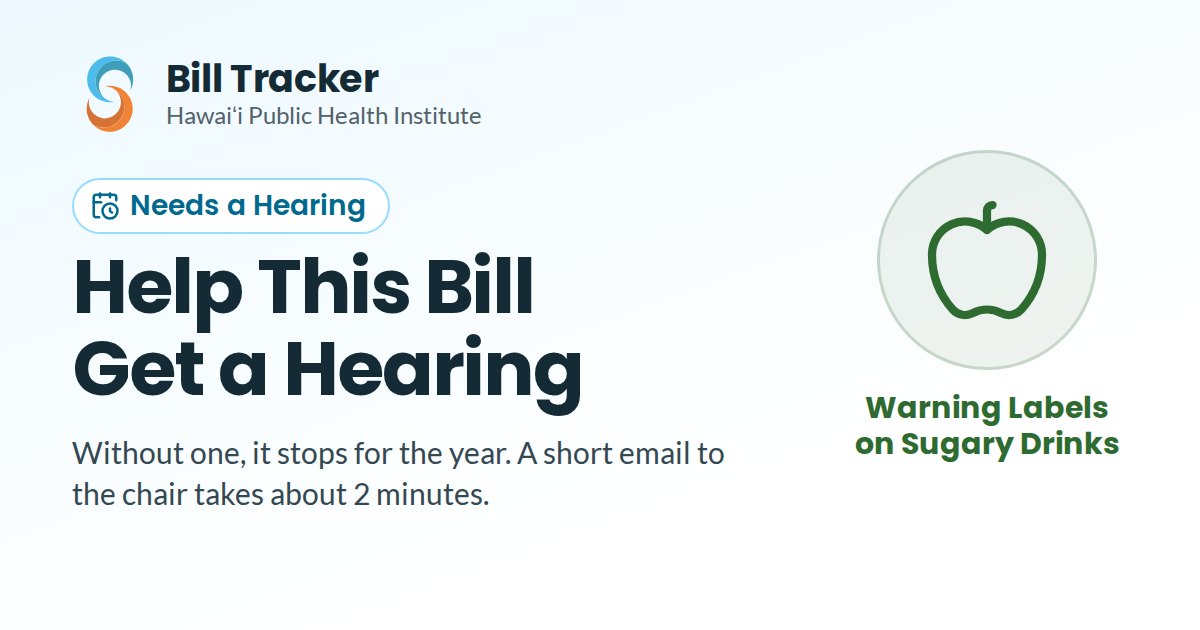 Bill Tracker
Hawaiʻi Public Health Institute
Needs a Hearing
Help This Bill
Get a Hearing
Without one, it stops for the year. A short email to
the chair takes about 2 minutes.
Warning Labels
on Sugary Drinks